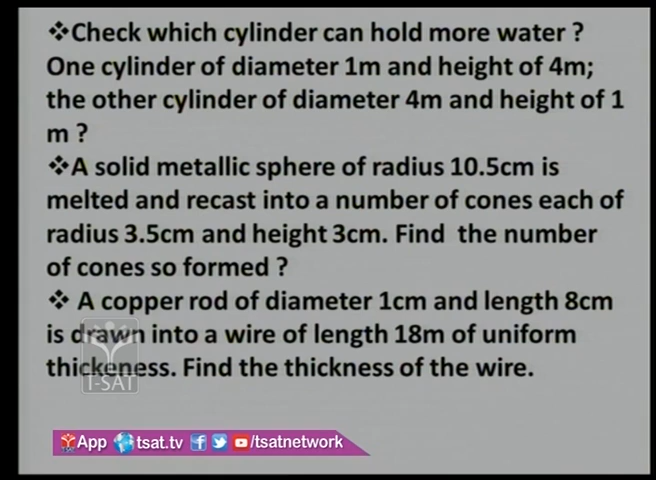 ❖Check which cylinder can hold more water ?
One cylinder of diameter 1m and height of 4m;
the other cylinder of diameter 4m and height of 1
m ?
❖A solid metallic sphere of radius 10.5cm is
melted and recast into a number of cones each of
radius 3.5cm and height 3cm. Find the number
of cones so formed ?
❖ A copper rod of diameter 1cm and length 8cm
is drawn into a wire of length 18m of uniform
thickeness. Find the thickness of the wire.
T-SAT
App tsat.tv /tsatnetwork